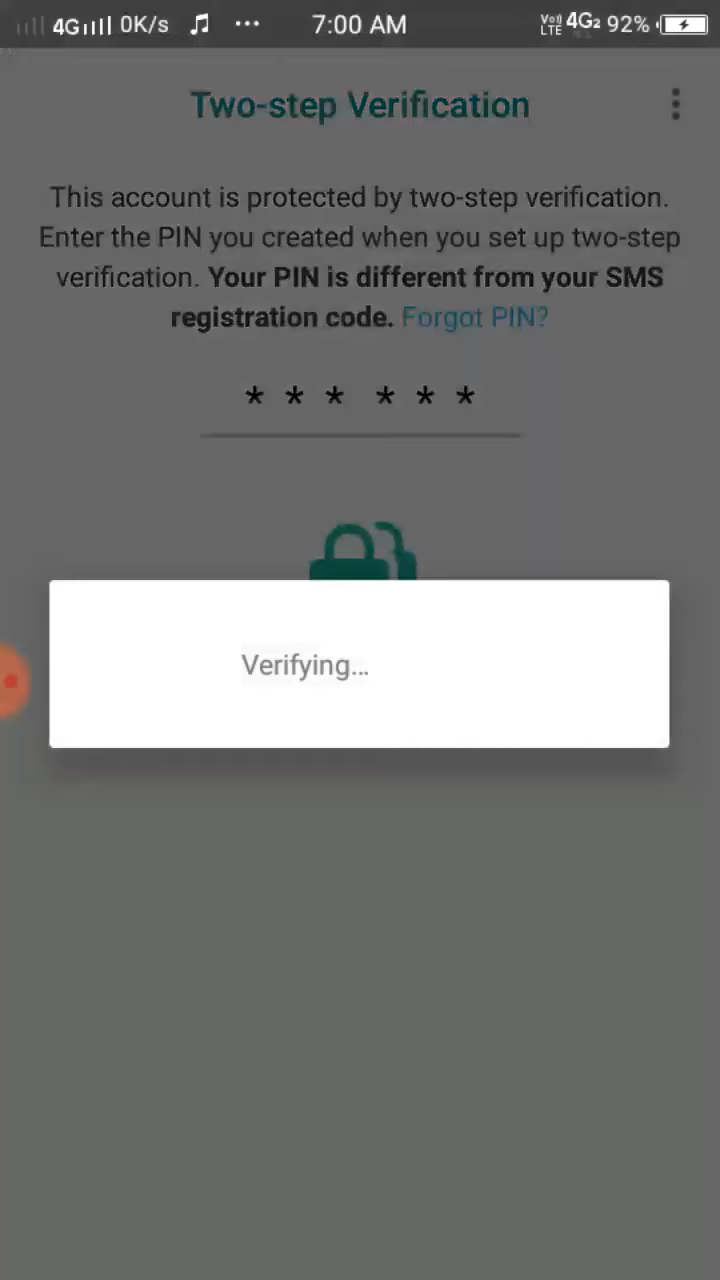 4G 0K/s ... 7:00 AM VoLTE 4G2 92%
Two-step Verification
This account is protected by two-step verification.
Enter the PIN you created when you set up two-step
verification. Your PIN is different from your SMS
registration code. Forgot PIN?
* * * * * *
Verifying...